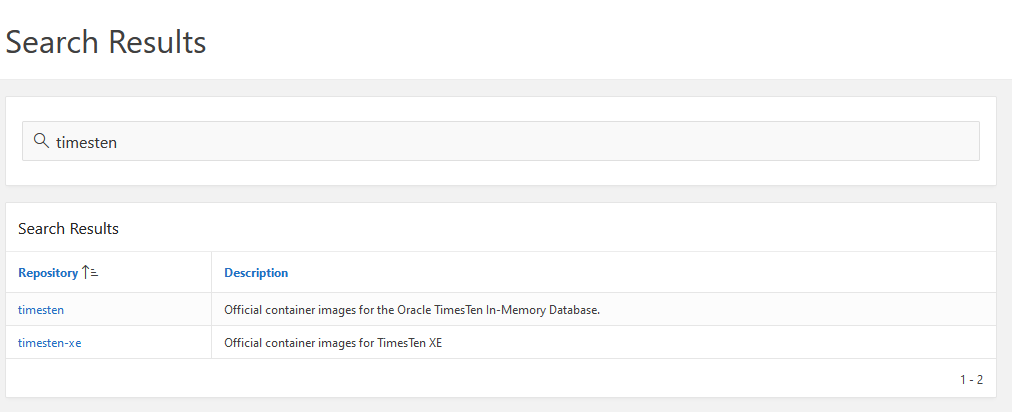 Search Results
timesten
Search Results
Repository Description
timesten Official container images for the Oracle TimesTen In-Memory Database.
timesten-xe Official container images for TimesTen XE
1 - 2